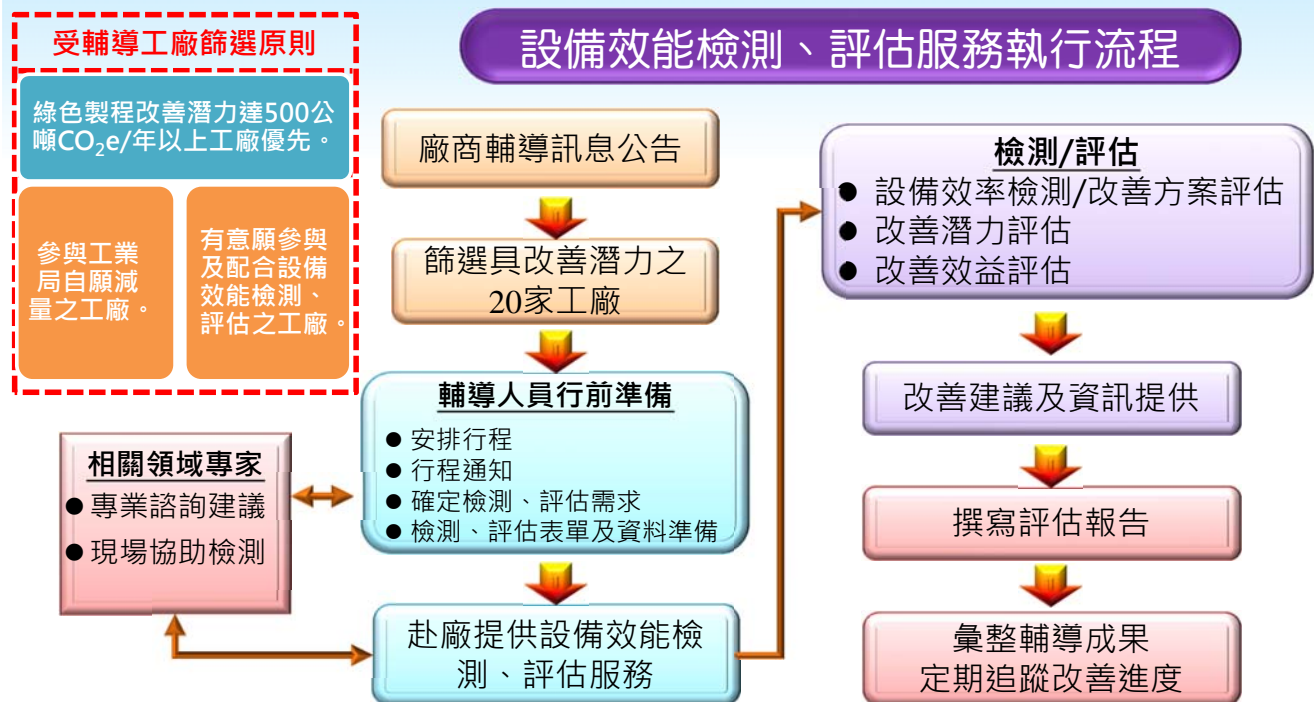 受輔導工廠篩選原則
綠色製程改善潛力達500公
噸CO₂e/年以上工廠優先。
參與工業
局自願減
量之工廠。
有意願參與
及配合設備
效能檢測、
評估之工廠。
設備效能檢測、評估服務執行流程
廠商輔導訊息公告
篩選具改善潛力之
20家工廠
輔導人員行前準備
● 安排行程
● 行程通知
● 確定檢測、評估需求
● 檢測、評估表單及資料準備
相關領域專家
● 專業諮詢建議
● 現場協助檢測
赴廠提供設備效能檢
測、評估服務
檢測/評估
● 設備效率檢測/改善方案評估
● 改善潛力評估
● 改善效益評估
改善建議及資訊提供
撰寫評估報告
彙整輔導成果
定期追蹤改善進度